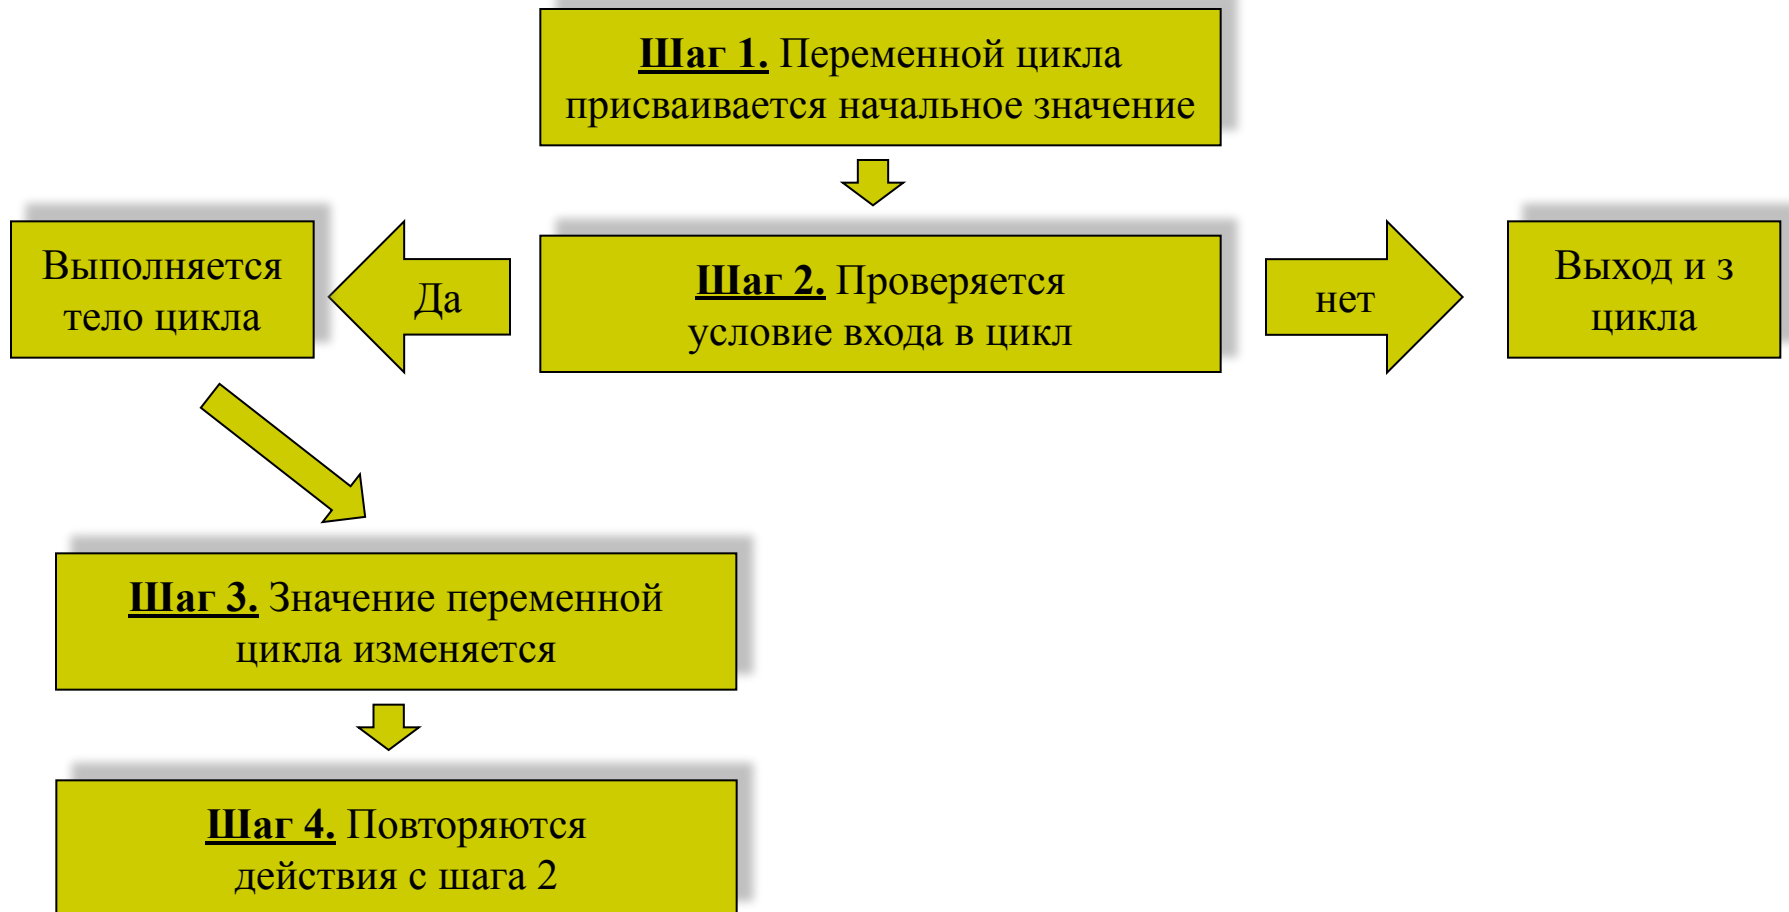 Шаг 1. Переменной цикла
присваивается начальное значение
Выполняется
тело цикла
Да
Шаг 2. Проверяется
условие входа в цикл
нет
Выход и з
цикла
Шаг 3. Значение переменной
цикла изменяется
Шаг 4. Повторяются
действия с шага 2